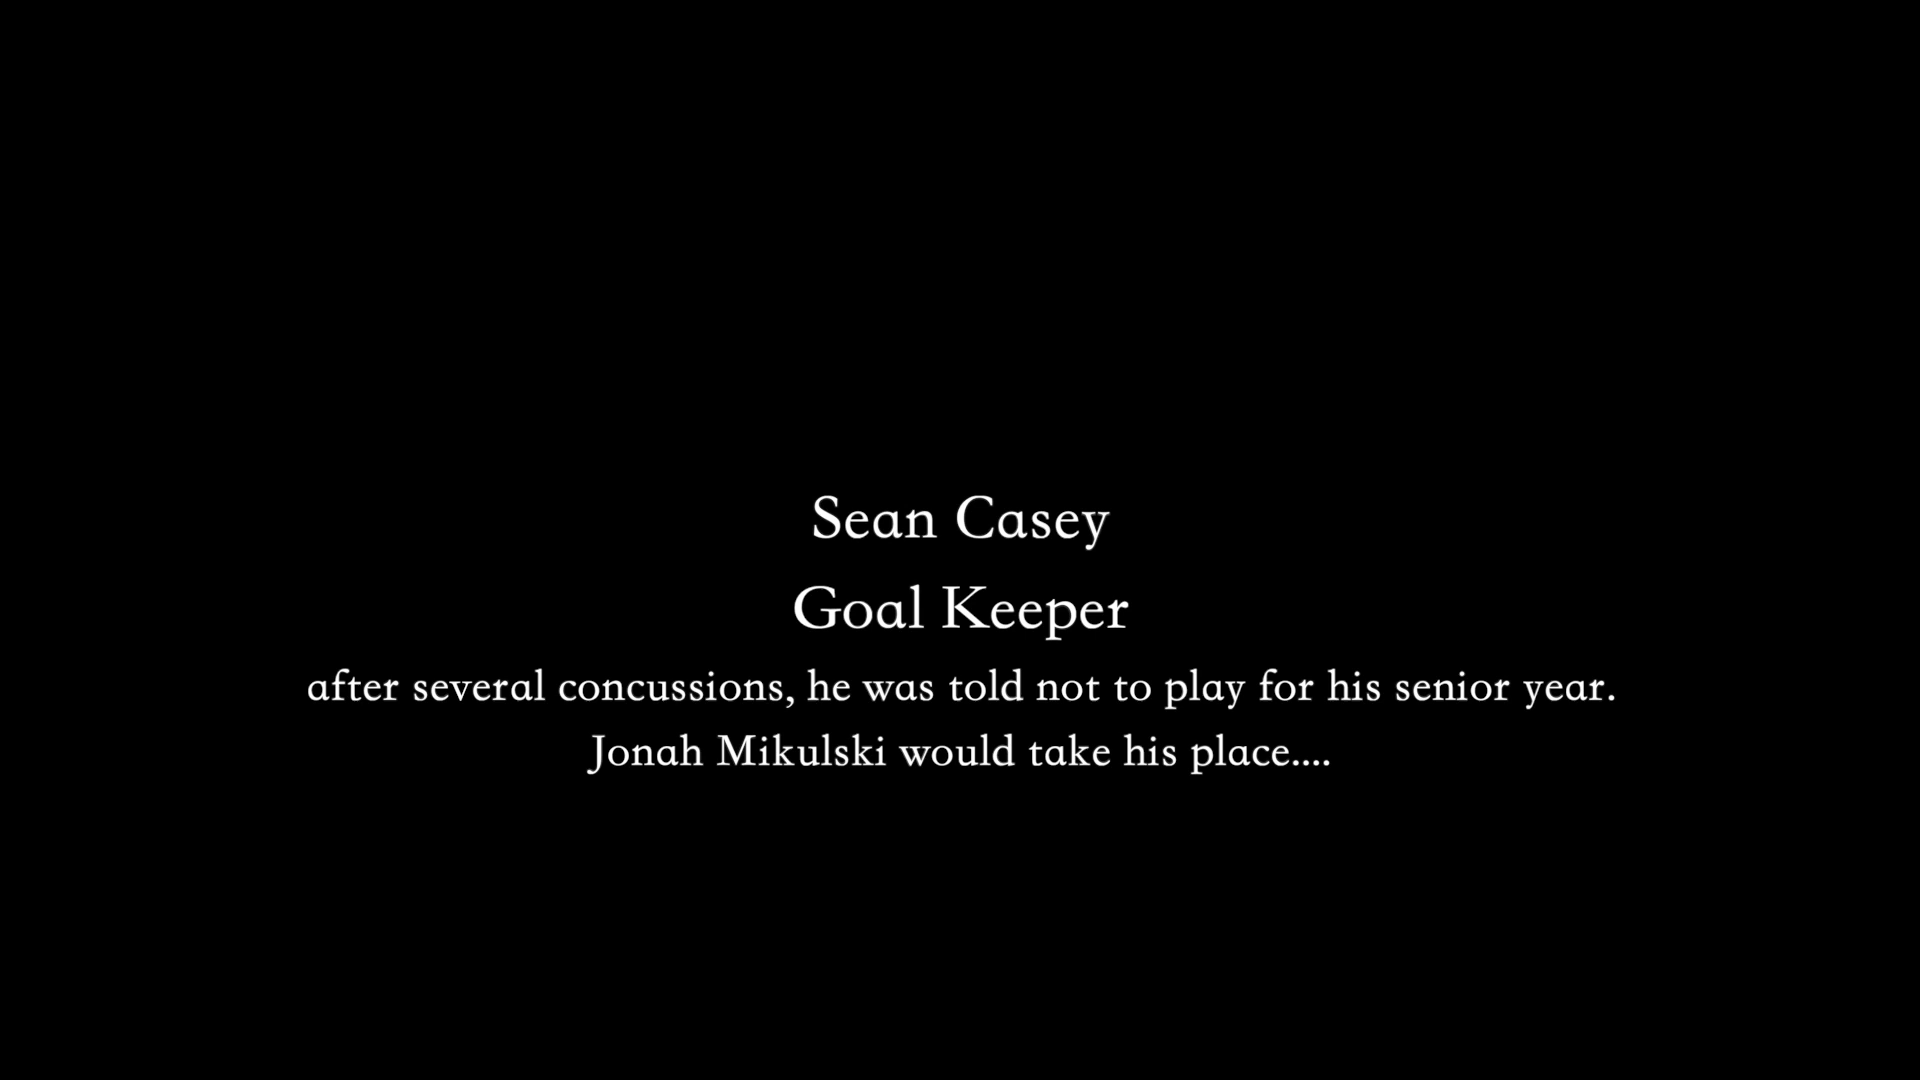 Sean Casey
Goal Keeper
after several concussions, he was told not to play for his senior year.
Jonah Mikulski would take his place....